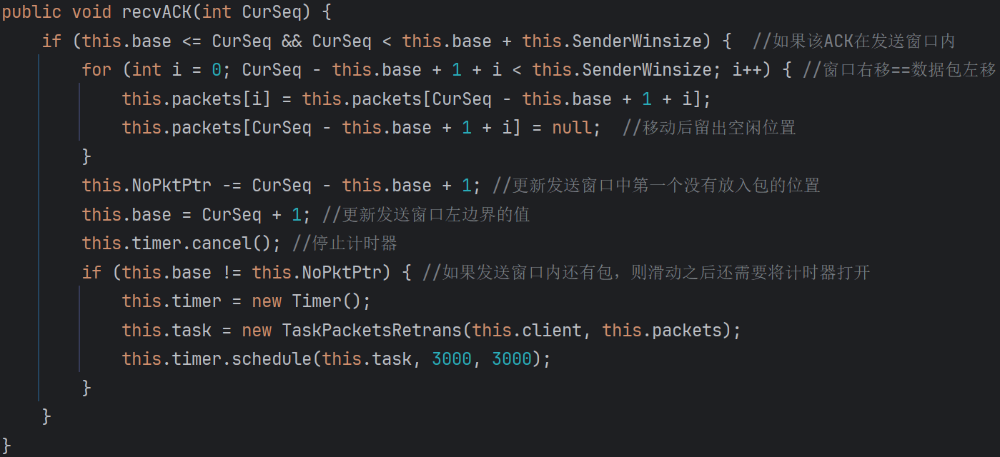 public void recvACK(int CurSeq) {
    if (this.base <= CurSeq && CurSeq < this.base + this.SenderWinsize) {  //如果该ACK在发送窗口内
        for (int i = 0; CurSeq - this.base + 1 + i < this.SenderWinsize; i++) { //窗口右移==数据包左移
            this.packets[i] = this.packets[CurSeq - this.base + 1 + i];
            this.packets[CurSeq - this.base + 1 + i] = null;  //移动后留出空闲位置
        }
        this.NoPktPtr -= CurSeq - this.base + 1; //更新发送窗口中第一个没有放入包的位置
        this.base = CurSeq + 1; //更新发送窗口左边界的值
        this.timer.cancel(); //停止计时器
        if (this.base != this.NoPktPtr) { //如果发送窗口内还有包，则滑动之后还需要将计时器打开
            this.timer = new Timer();
            this.task = new TaskPacketsRetrans(this.client, this.packets);
            this.timer.schedule(this.task, 3000, 3000);
        }
    }
}